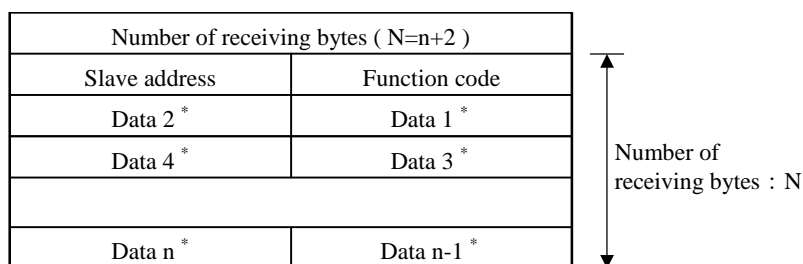 Number of receiving bytes ( N=n+2 )
Slave address Function code
Data 2 * Data 1 *
Data 4 * Data 3 *
Number of
receiving bytes：N
Data n * Data n-1 *